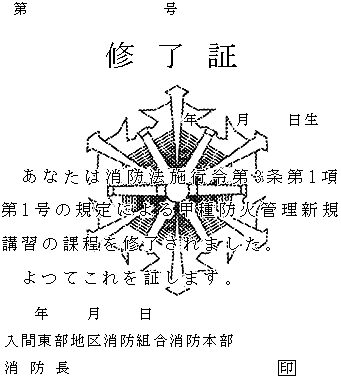 第 号
修了証
年 月 日生
あなたは消防法施行令第3条第1項
第1号の規定による甲種防火管理新規
講習の課程を修了されました。
よつてこれを証します。
年 月 日
入間東部地区消防組合消防本部
消防長 印